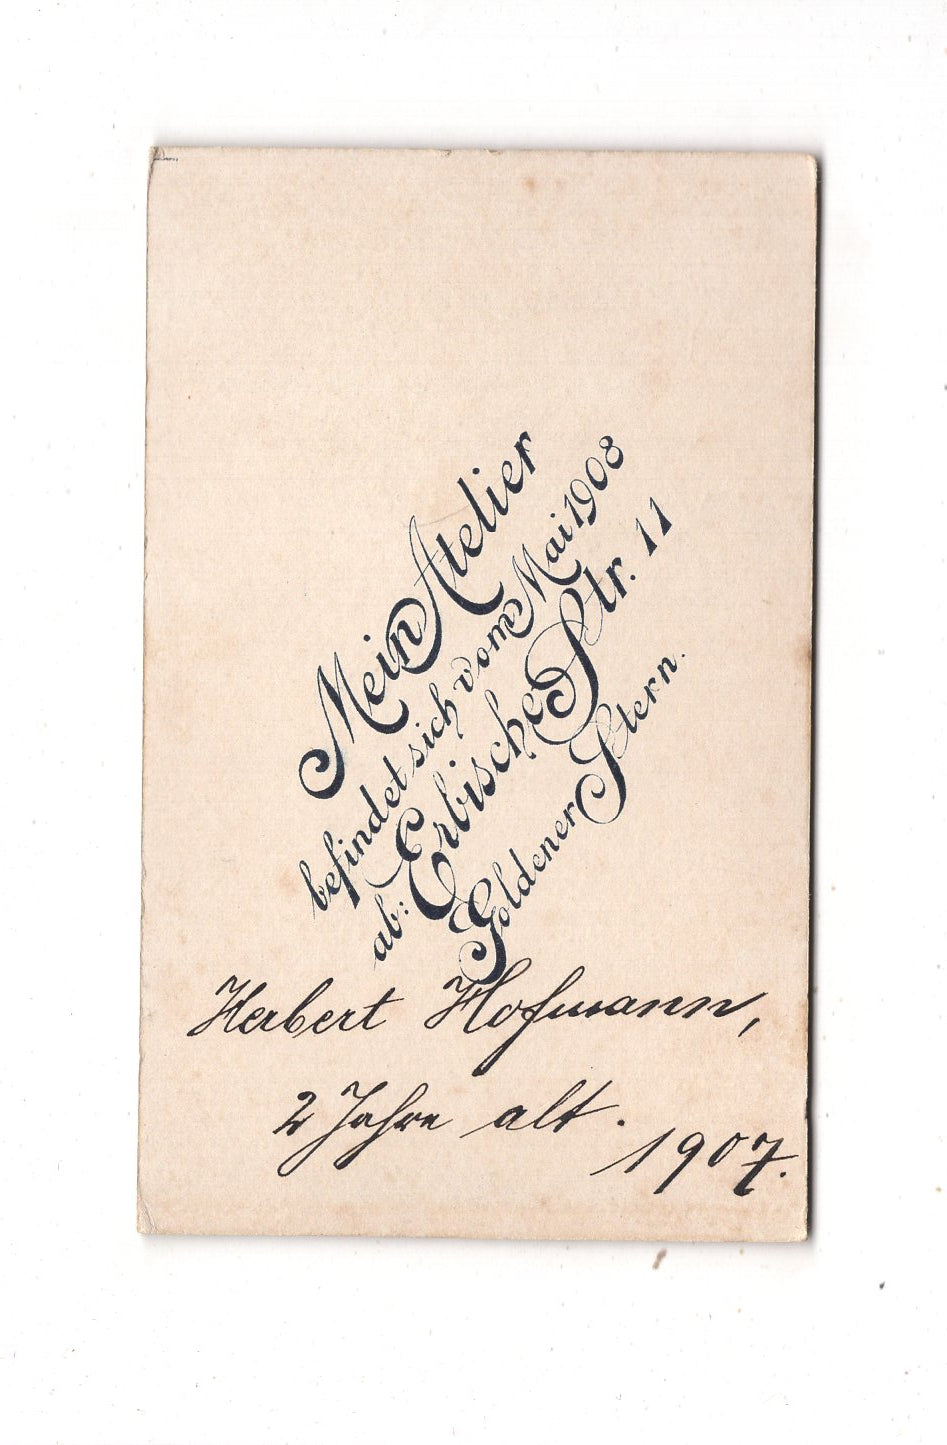 Mein Atelier
befindet sich vom Mai 1908
ab: Erbische Str. 11
Goldener Stern.
Herbert Hofmann,
2 Jahre alt.
1907.